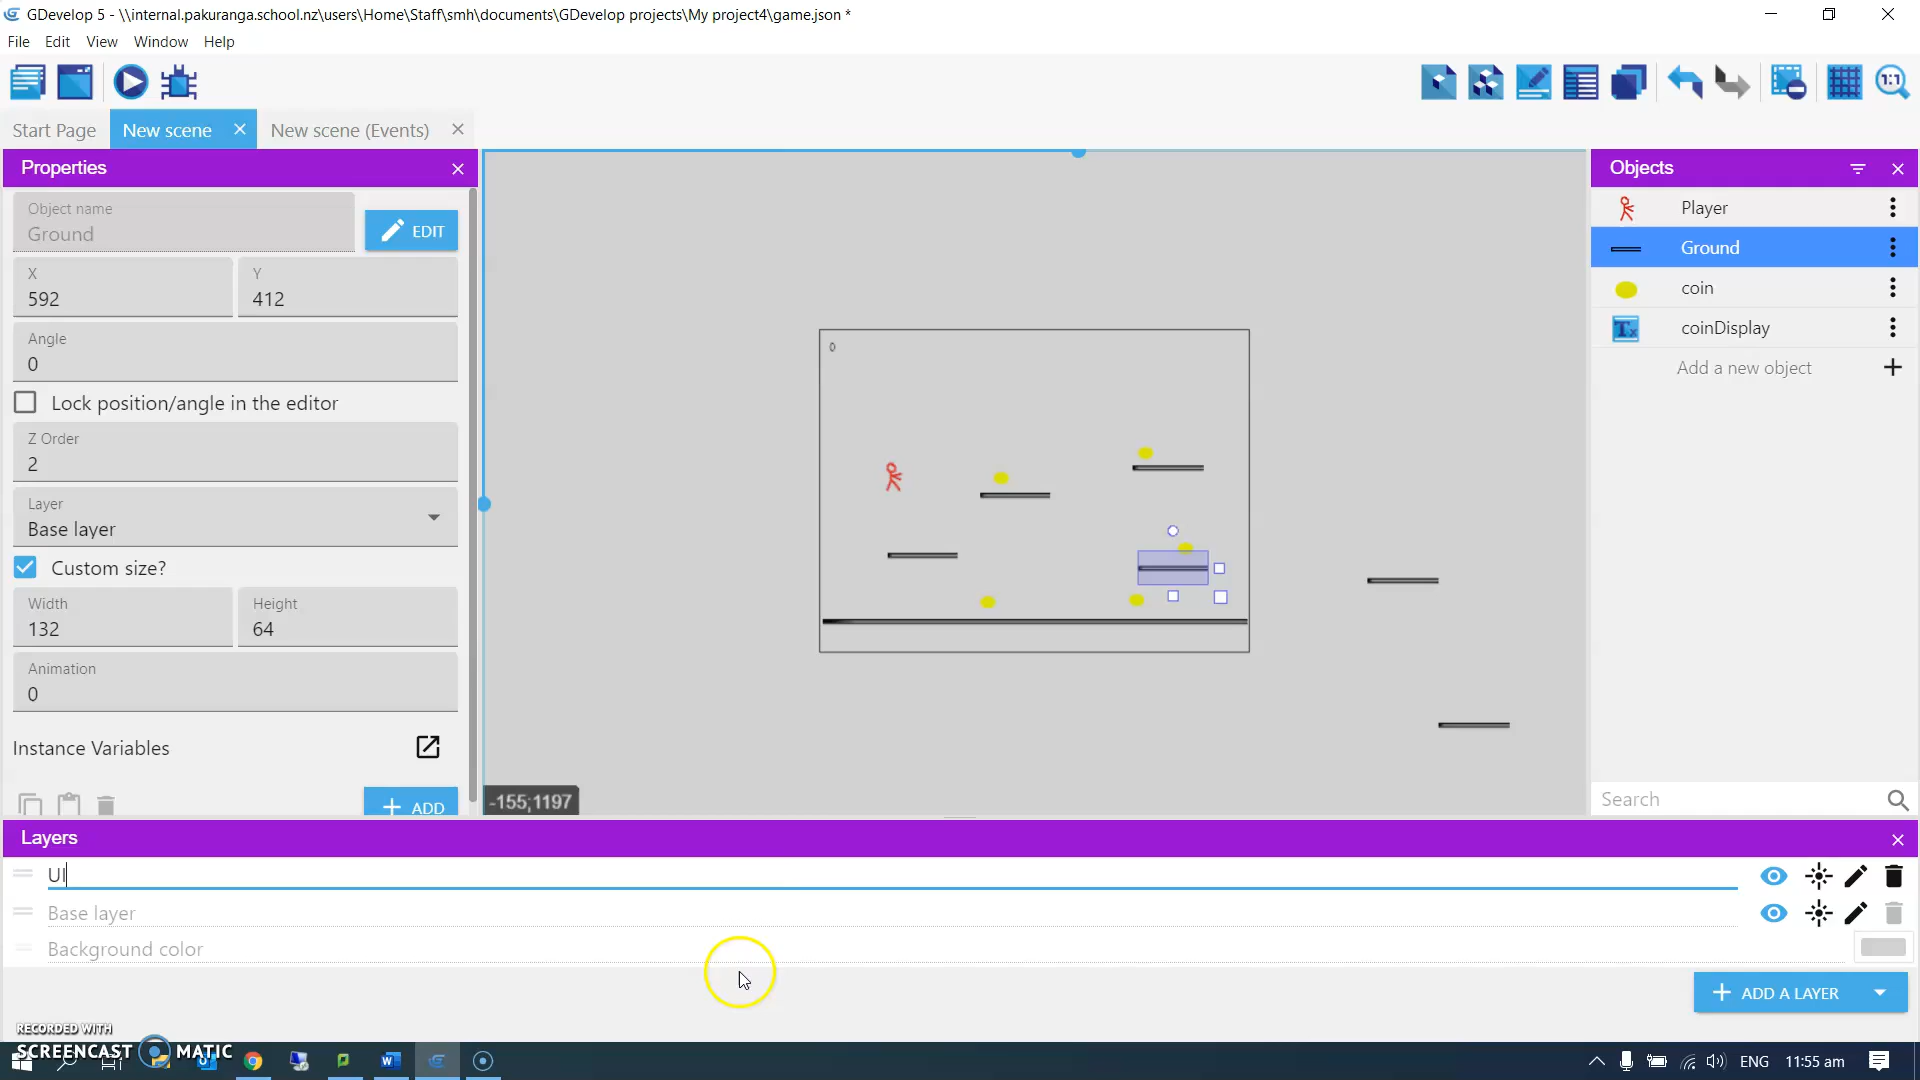 GDevelop 5 - \\internal.pakuranga.school.nz\users\Home\Staff\smh\documents\GDevelop projects\My project4\game.json *
File Edit View Window Help
1:1
Start Page New scene New scene (Events)
Properties
Object name
Ground
EDIT
X
592
Y
412
Angle
0
Lock position/angle in the editor
Z Order
2
Layer
Base layer
Custom size?
Width
132
Height
64
Animation
0
Instance Variables
ADD
0
-155;1197
Objects
Player
Ground
coin
Tx coinDisplay
Add a new object
Search
Layers
UI
Base layer
Background color
ADD A LAYER
RECORDED WITH
SCREENCAST MATIC
ENG 11:55 am